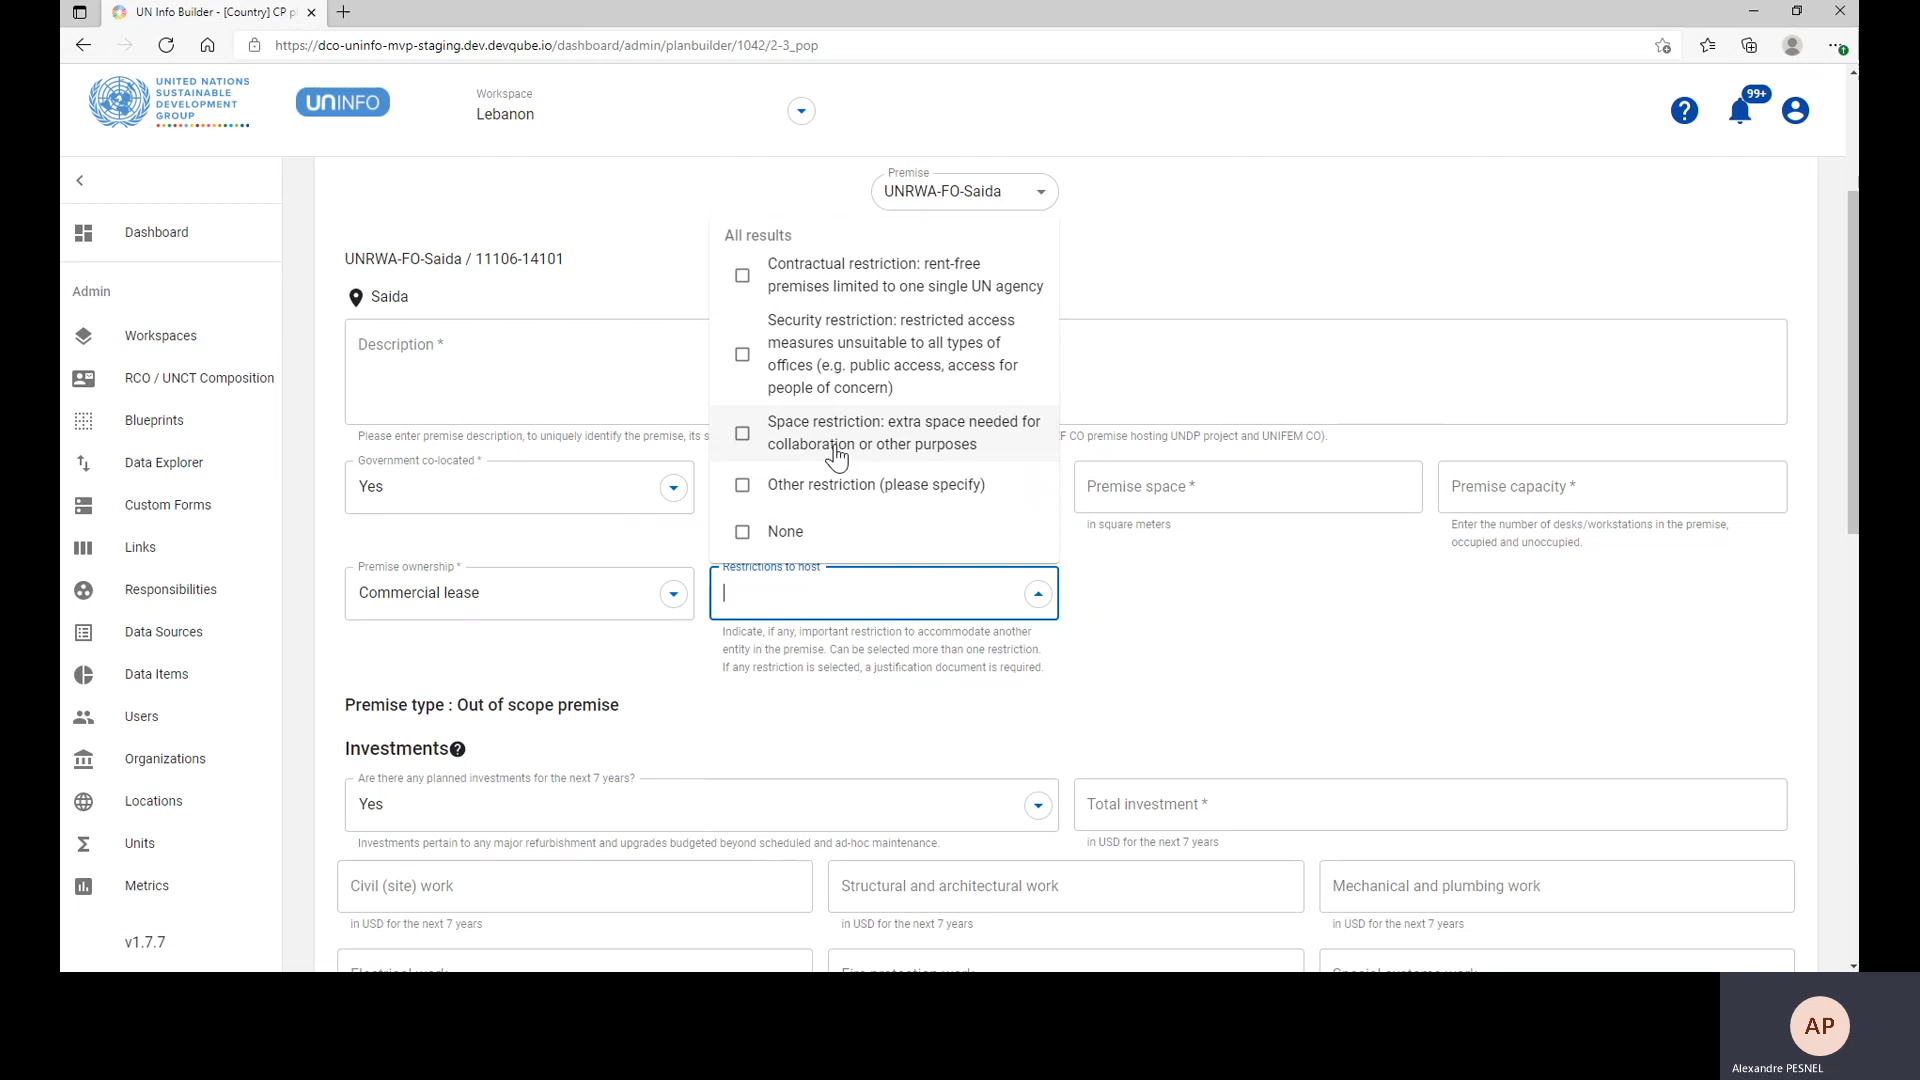 UN Info Builder - [Country] CP pl
https://dco-uninfo-mvp-staging.dev.devqube.io/dashboard/admin/planbuilder/1042/2-3_pop
UNITED NATIONS
SUSTAINABLE
DEVELOPMENT
GROUP
UNINFO
Workspace
Lebanon
99+
Premise
UNRWA-FO-Saida
Dashboard
Admin
Workspaces
RCO / UNCT Composition
Blueprints
Data Explorer
Custom Forms
Links
Responsibilities
Data Sources
Data Items
Users
Organizations
Locations
Units
Metrics
v1.7.7
UNRWA-FO-Saida / 11106-14101
Saida
Description *
Please enter premise description, to uniquely identify the premise, its s
F CO premise hosting UNDP project and UNIFEM CO).
All results
Contractual restriction: rent-free
premises limited to one single UN agency
Security restriction: restricted access
measures unsuitable to all types of
offices (e.g. public access, access for
people of concern)
Space restriction: extra space needed for
collaboration or other purposes
Other restriction (please specify)
None
Government co-located *
Yes
Premise space *
in square meters
Premise capacity *
Enter the number of desks/workstations in the premise,
occupied and unoccupied.
Premise ownership *
Commercial lease
Restrictions to host
Indicate, if any, important restriction to accommodate another
entity in the premise. Can be selected more than one restriction.
If any restriction is selected, a justification document is required.
Premise type : Out of scope premise
Investments
Are there any planned investments for the next 7 years?
Yes
Investments pertain to any major refurbishment and upgrades budgeted beyond scheduled and ad-hoc maintenance.
Total investment *
in USD for the next 7 years
Civil (site) work
in USD for the next 7 years
Structural and architectural work
in USD for the next 7 years
Mechanical and plumbing work
in USD for the next 7 years
Electrical work
Fire protection work
Special systems work
AP
Alexandre PESNEL